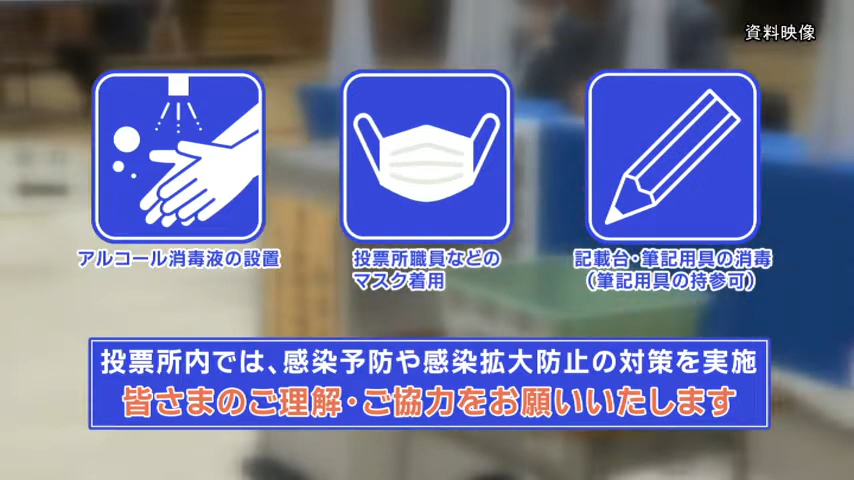 資料映像
アルコール消毒液の設置
投票所職員などの
マスク着用
記載台・筆記用具の消毒
（筆記用具の持参可）
投票所内では、感染予防や感染拡大防止の対策を実施
皆さまのご理解・ご協力をお願いいたします